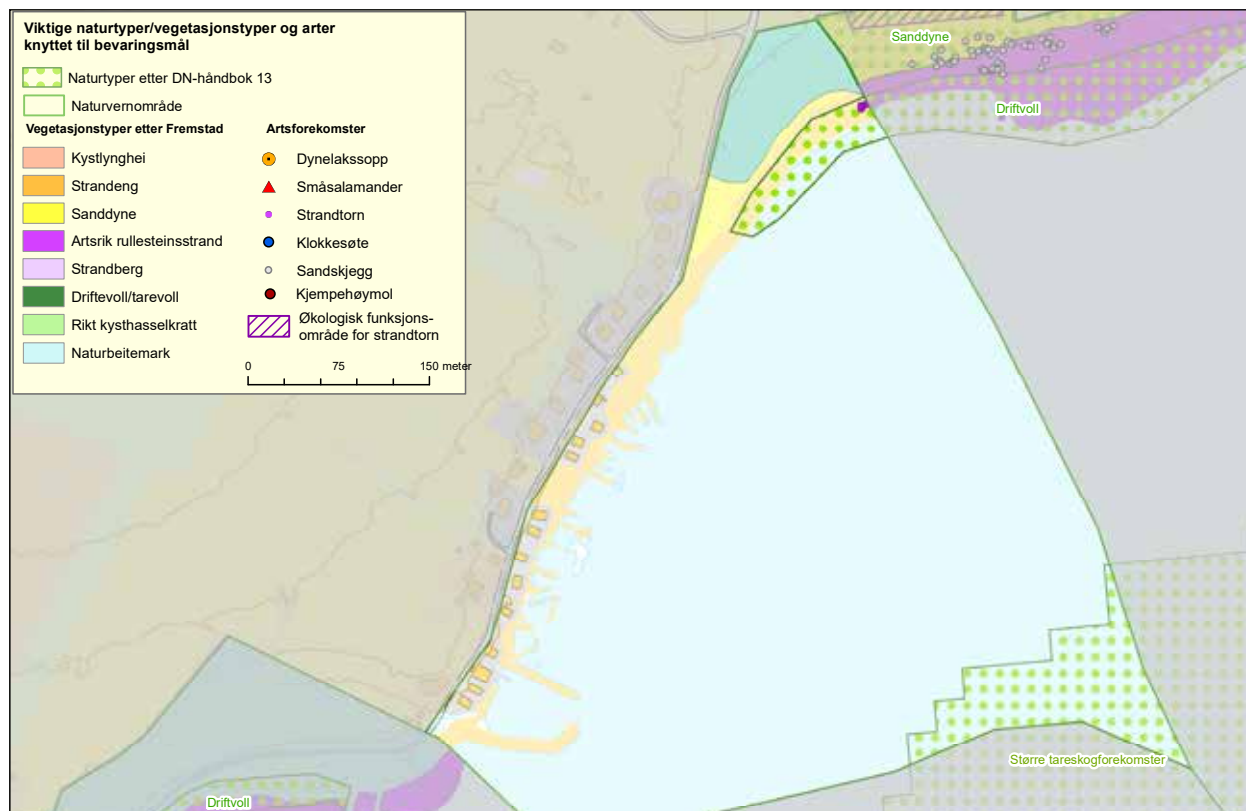 Viktige naturtyper/vegetasjonstyper og arter
knyttet til bevaringsmål
Naturtyper etter DN-håndbok 13
Naturvernområde
Vegetasjonstyper etter Fremstad
Kystlynghei
Strandeng
Sanddyne
Artsrik rullesteinsstrand
Strandberg
Driftevoll/tarevoll
Rikt kysthasselkratt
Naturbeitemark
Artsforekomster
Dynelakssopp
Småsalamander
Strandtorn
Klokkesøte
Sandskjegg
Kjempehøymol
Økologisk funksjons-
område for strandtorn
0 75 150 meter
Sanddyne
Driftvoll
Større tareskogforekomster
Driftvoll